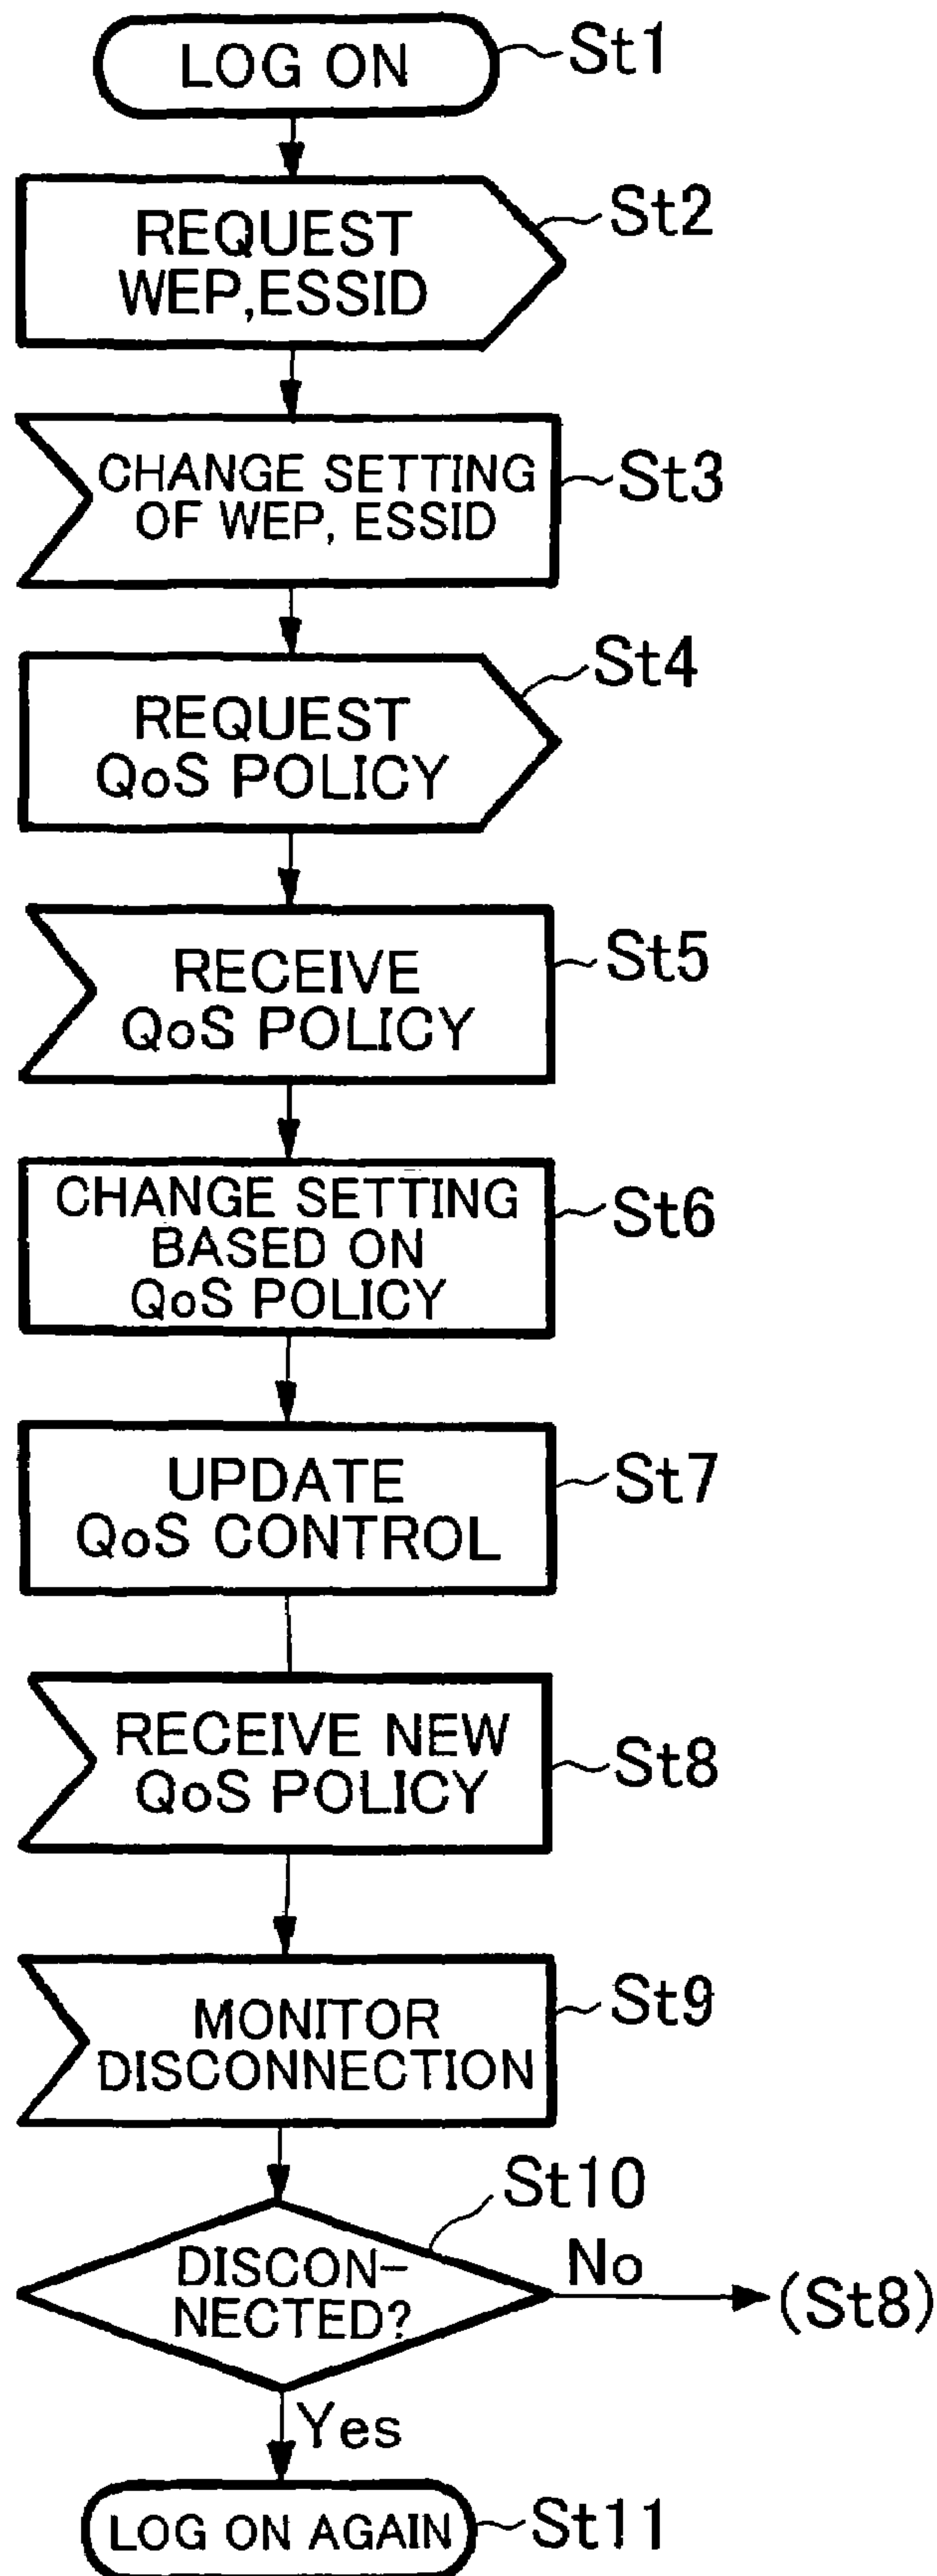 LOG ON
St1
REQUEST
WEP,ESSID
St2
CHANGE SETTING
OF WEP, ESSID
St3
REQUEST
QoS POLICY
St4
RECEIVE
QoS POLICY
St5
CHANGE SETTING
BASED ON
QoS POLICY
St6
UPDATE
QoS CONTROL
St7
RECEIVE NEW
QoS POLICY
St8
MONITOR
DISCONNECTION
St9
St10
DISCON-
NECTED?
No
(St8)
Yes
LOG ON AGAIN
St11